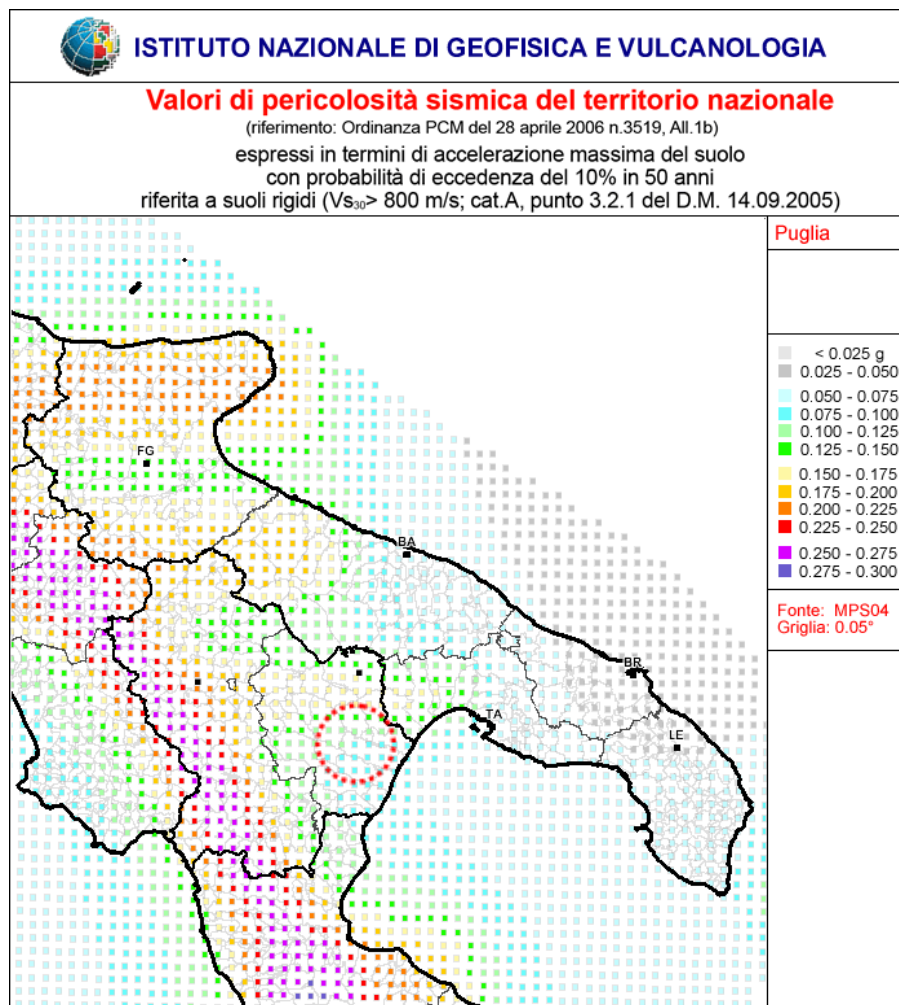 ISTITUTO NAZIONALE DI GEOFISICA E VULCANOLOGIA
Valori di pericolosità sismica del territorio nazionale
(riferimento: Ordinanza PCM del 28 aprile 2006 n.3519, All.1b)
espressi in termini di accelerazione massima del suolo
con probabilità di eccedenza del 10% in 50 anni
riferita a suoli rigidi (Vs₃₀> 800 m/s; cat.A, punto 3.2.1 del D.M. 14.09.2005)
Puglia
< 0.025 g
0.025 - 0.050
0.050 - 0.075
0.075 - 0.100
0.100 - 0.125
0.125 - 0.150
0.150 - 0.175
0.175 - 0.200
0.200 - 0.225
0.225 - 0.250
0.250 - 0.275
0.275 - 0.300
Fonte: MPS04
Griglia: 0.05°
FG
BA
BR
TA
LE